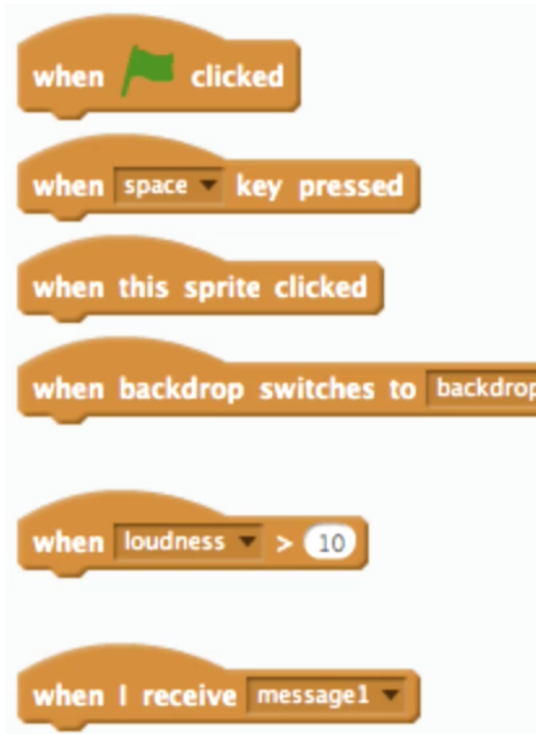 when clicked
when space key pressed
when this sprite clicked
when backdrop switches to backdrop
when loudness > 10
when I receive message1